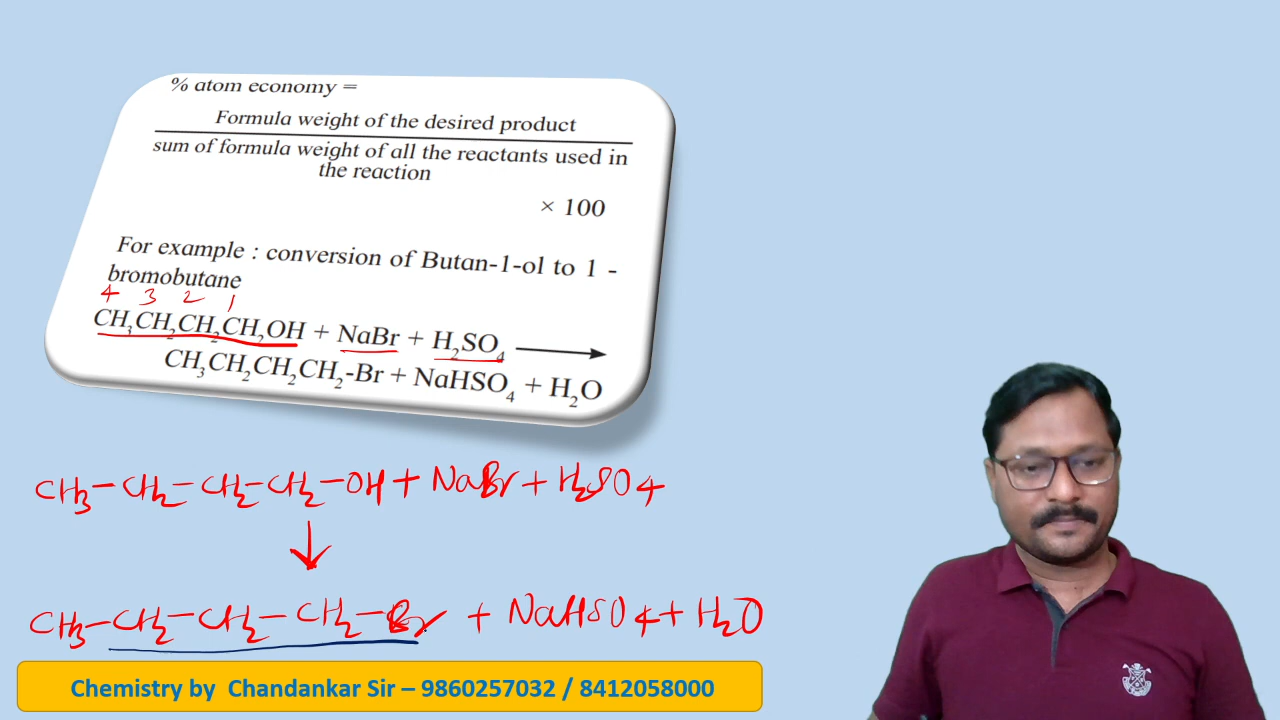 % atom economy =
Formula weight of the desired product
sum of formula weight of all the reactants used in
the reaction
× 100
For example : conversion of Butan-1-ol to 1 -
bromobutane
4 3 2 1
CH₃CH₂CH₂CH₂OH + NaBr + H₂SO₄ ⟶
CH₃CH₂CH₂CH₂-Br + NaHSO₄ + H₂O
CH₃-CH₂-CH₂-CH₂-OH + NaBr + H₂SO4
↓
CH₃-CH₂-CH₂-CH₂-Br + NaHSO4 + H₂O
Chemistry by Chandankar Sir – 9860257032 / 8412058000